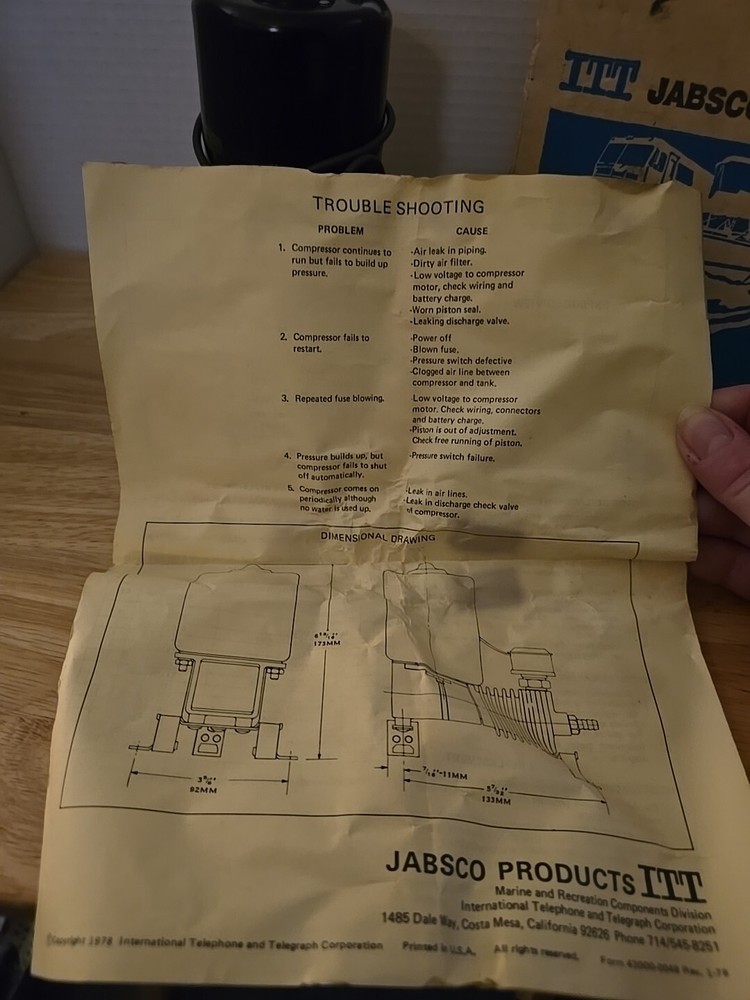 ITT JABSCO
TROUBLE SHOOTING
PROBLEM
CAUSE
1. Compressor continues to
run but fails to build up
pressure.
-Air leak in piping.
-Dirty air filter.
-Low voltage to compressor
motor, check wiring and
battery charge.
-Worn piston seal.
-Leaking discharge valve.
2. Compressor fails to
restart.
-Power off
-Blown fuse.
-Pressure switch defective
-Clogged air line between
compressor and tank.
3. Repeated fuse blowing.
-Low voltage to compressor
motor. Check wiring, connectors
and battery charge.
-Piston is out of adjustment.
Check free running of piston.
4. Pressure builds up, but
compressor fails to shut
off automatically.
-Pressure switch failure.
5. Compressor comes on
periodically although
no water is used up.
-Leak in air lines.
-Leak in discharge check valve
of compressor.
DIMENSIONAL DRAWING
173MM
92MM
7/16"-11MM
133MM
JABSCO PRODUCTS ITT
Marine and Recreation Components Division
International Telephone and Telegraph Corporation
1485 Dale Way, Costa Mesa, California 92626 Phone 714/545-8251
Copyright 1976 International Telephone and Telegraph Corporation Printed in U.S.A. All rights reserved. Form 43000-0048 Rev.